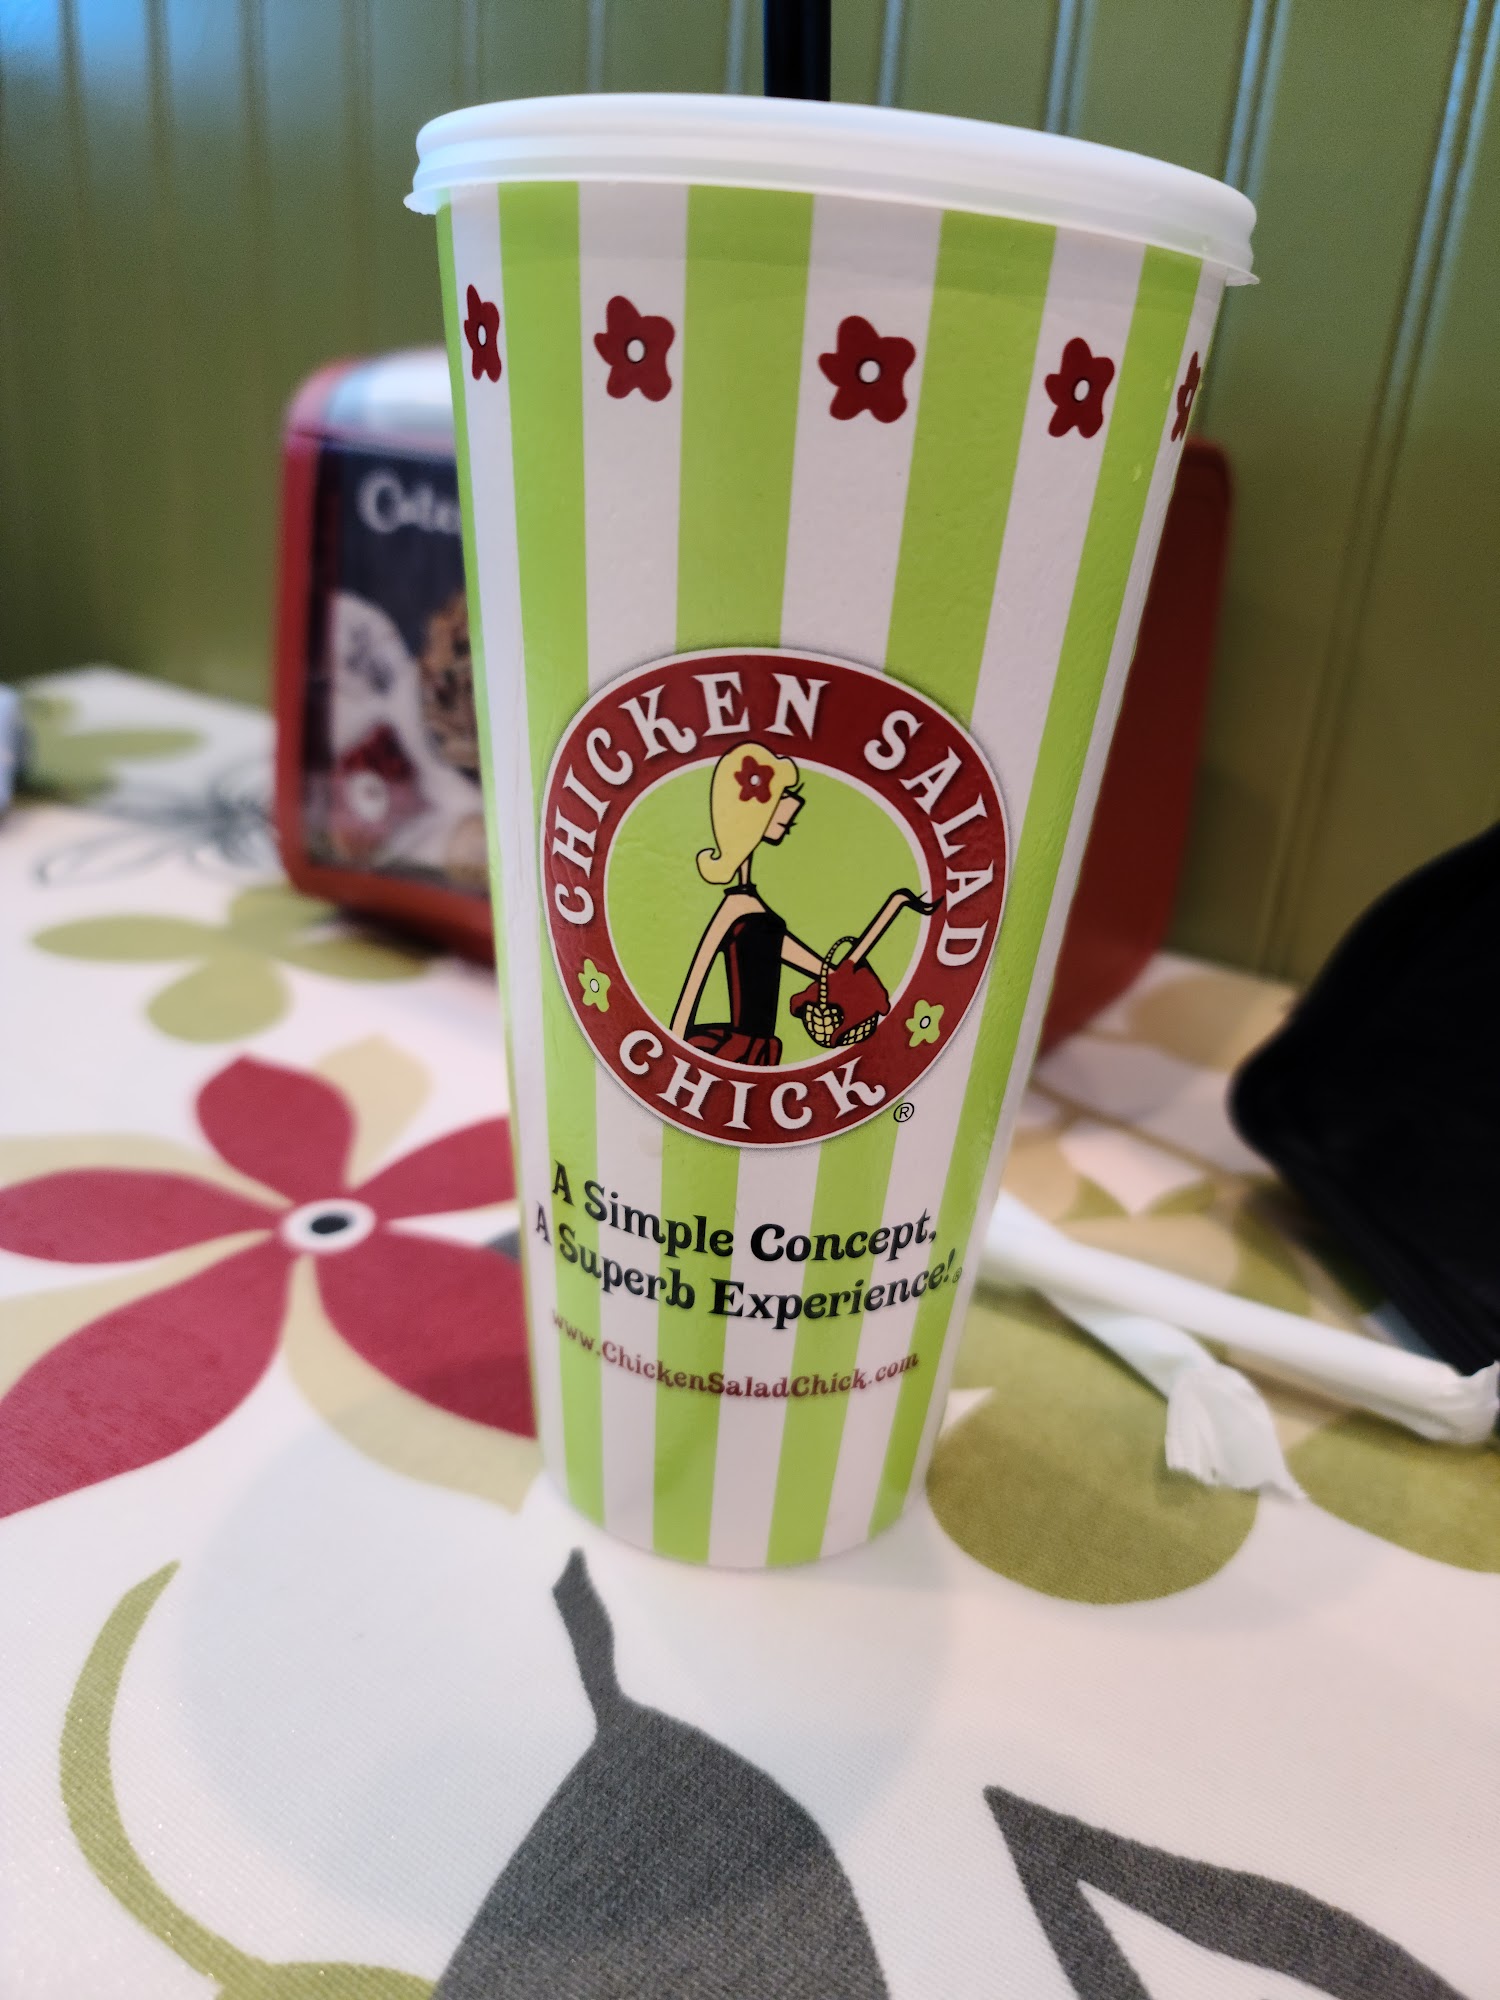 CHICKEN SALAD
CHICK
®
A Simple Concept,
A Superb Experience!®
www.ChickenSaladChick.com